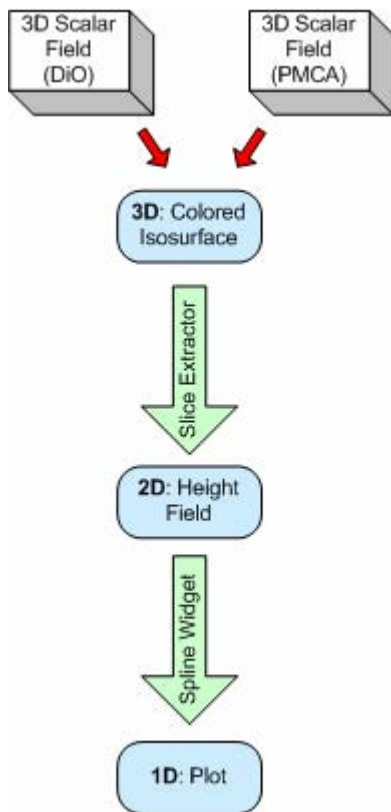 3D Scalar
Field
(DiO)
3D Scalar
Field
(PMCA)
3D: Colored
Isosurface
Slice Extractor
2D: Height
Field
Spline Widget
1D: Plot